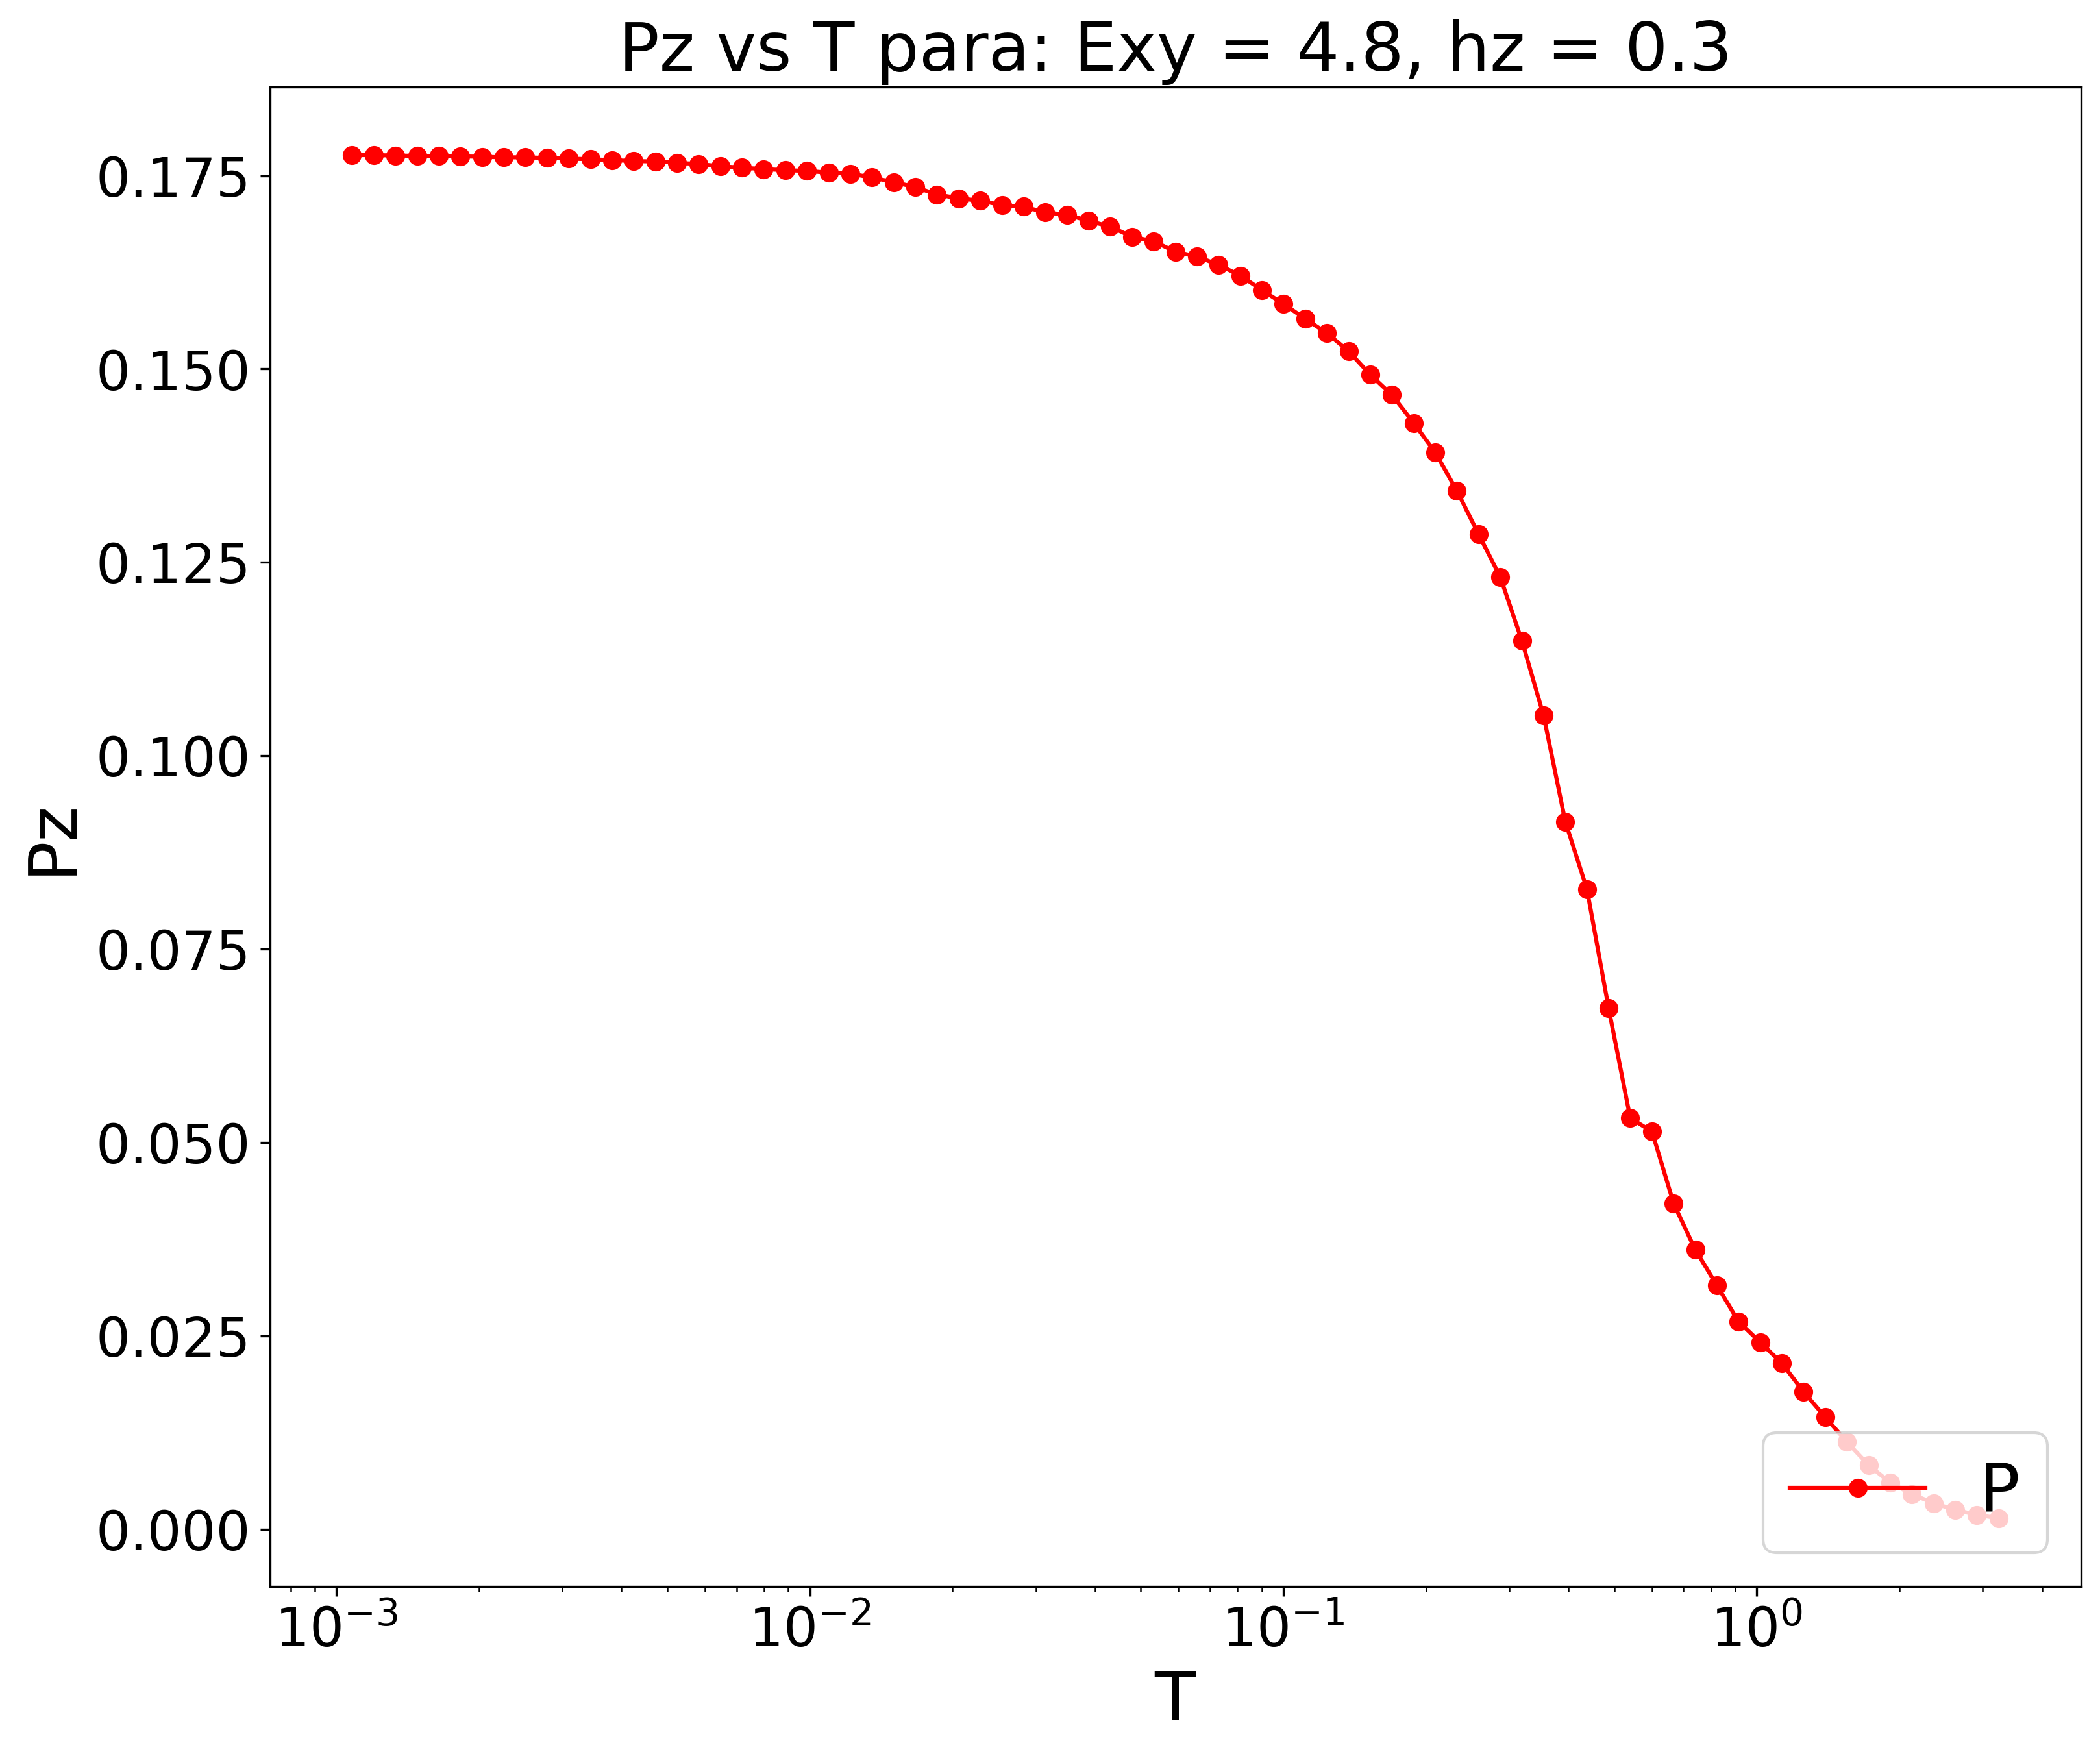 Pz vs T para: Exy = 4.8, hz = 0.3
0.175
0.150
0.125
0.100
0.075
0.050
0.025
0.000
Pz
P
10⁻³ 10⁻² 10⁻¹ 10⁰
T